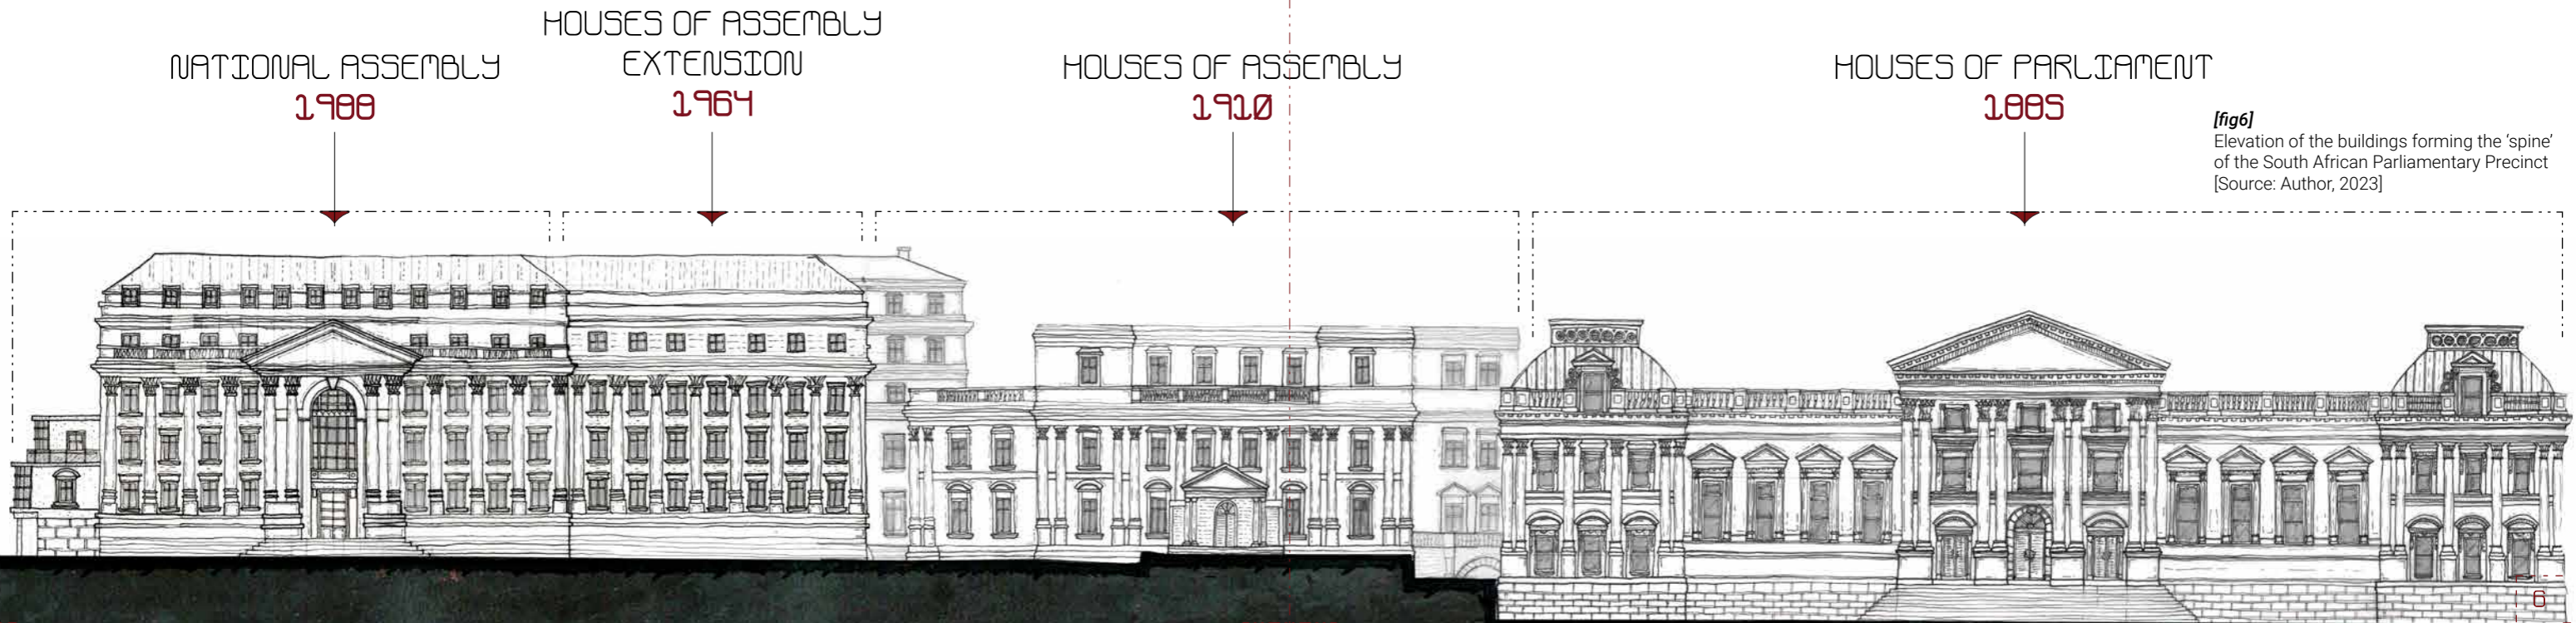 NATIONAL ASSEMBLY
1988
HOUSES OF ASSEMBLY
EXTENSION
1964
HOUSES OF ASSEMBLY
1910
HOUSES OF PARLIAMENT
1885
[fig6]
Elevation of the buildings forming the ‘spine’
of the South African Parliamentary Precinct
[Source: Author, 2023]
6